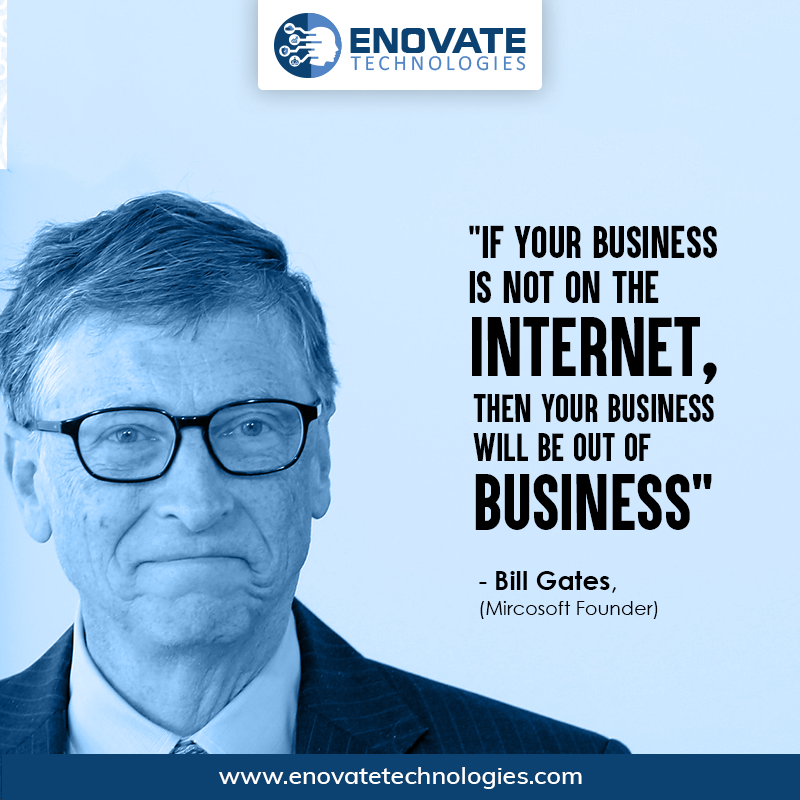 ENOVATE
TECHNOLOGIES
"IF YOUR BUSINESS
IS NOT ON THE
INTERNET,
THEN YOUR BUSINESS
WILL BE OUT OF
BUSINESS"
- Bill Gates,
(Mircosoft Founder)
www.enovatetechnologies.com